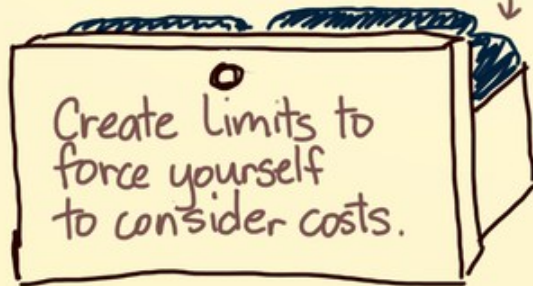 Create Limits to
force yourself
to consider costs.